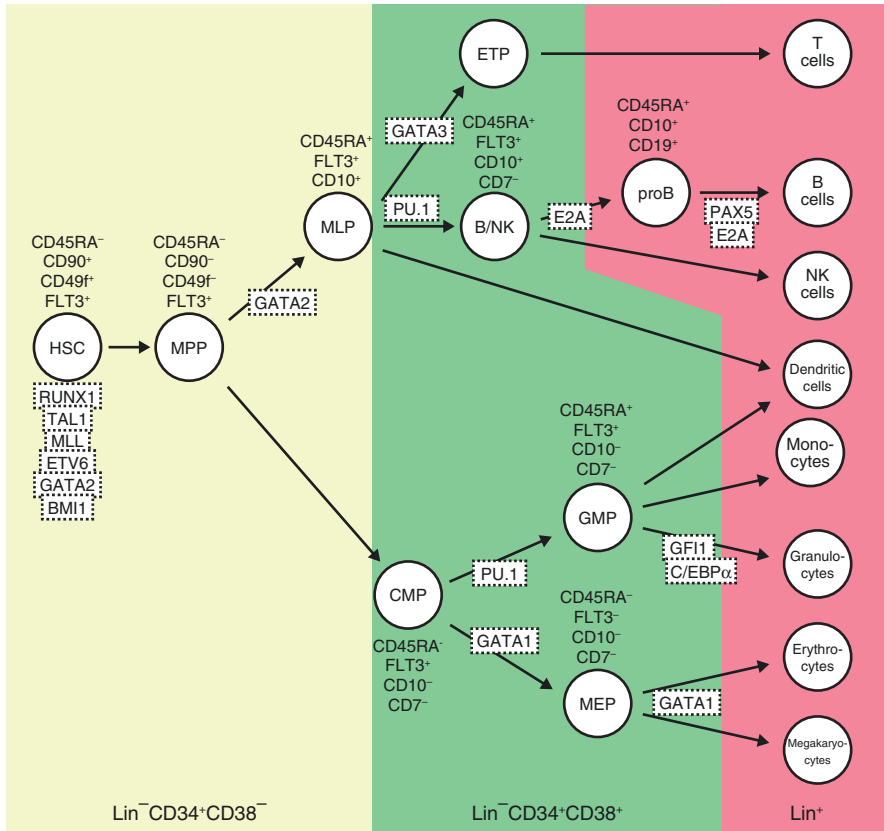 ETP
T
cells
GATA3
CD45RA⁺
FLT3⁺
CD10⁺
CD7⁻
CD45RA⁺
CD10⁺
CD19⁺
CD45RA⁺
FLT3⁺
CD10⁺
MLP
PU.1
B/NK
E2A
proB
PAX5
E2A
B
cells
NK
cells
CD45RA⁻
CD90⁺
CD49f⁺
FLT3⁺
HSC
CD45RA⁻
CD90⁻
CD49f⁻
FLT3⁺
MPP
GATA2
RUNX1
TAL1
MLL
ETV6
GATA2
BMI1
Dendritic
cells
Mono-
cytes
CD45RA⁺
FLT3⁺
CD10⁻
CD7⁻
GMP
GFI1
C/EBPα
Granulo-
cytes
CMP
PU.1
CD45RA⁻
FLT3⁺
CD10⁻
CD7⁻
GATA1
CD45RA⁻
FLT3⁻
CD10⁻
CD7⁻
MEP
GATA1
Erythro-
cytes
Megakaryo-
cytes
Lin⁻CD34⁺CD38⁻
Lin⁻CD34⁺CD38⁺
Lin⁺